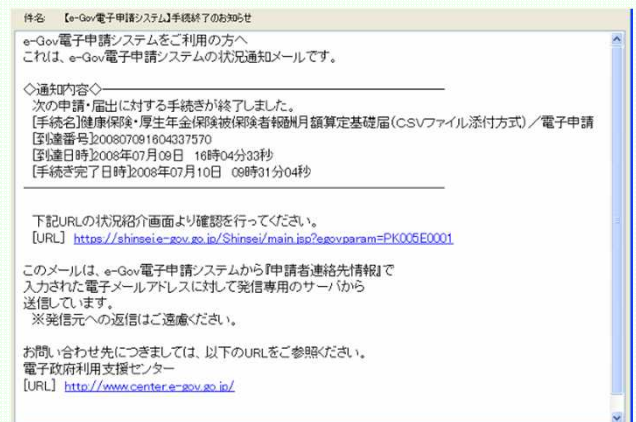 件名: 【e-Gov電子申請システム】手続終了のお知らせ
e-Gov電子申請システムをご利用の方へ
これは、e-Gov電子申請システムの状況通知メールです。
◇通知内容◇
次の申請・届出に対する手続きが終了しました。
[手続名]健康保険・厚生年金保険被保険者報酬月額算定基礎届(CSVファイル添付方式)/電子申請
[到達番号]200807091604337570
[到達日時]2008年07月09日 16時04分33秒
[手続き完了日時]2008年07月10日 09時31分04秒
下記URLの状況紹介画面より確認を行ってください。
[URL] https://shinsei.e-gov.go.jp/Shinsei/main.jsp?egovparam=PK005E0001
このメールは、e-Gov電子申請システムから『申請者連絡先情報』で
入力された電子メールアドレスに対して発信専用のサーバから
送信しています。
※発信元への返信はご遠慮ください。
お問い合わせ先につきましては、以下のURLをご参照ください。
電子政府利用支援センター
[URL] http://www.center.e-gov.go.jp/